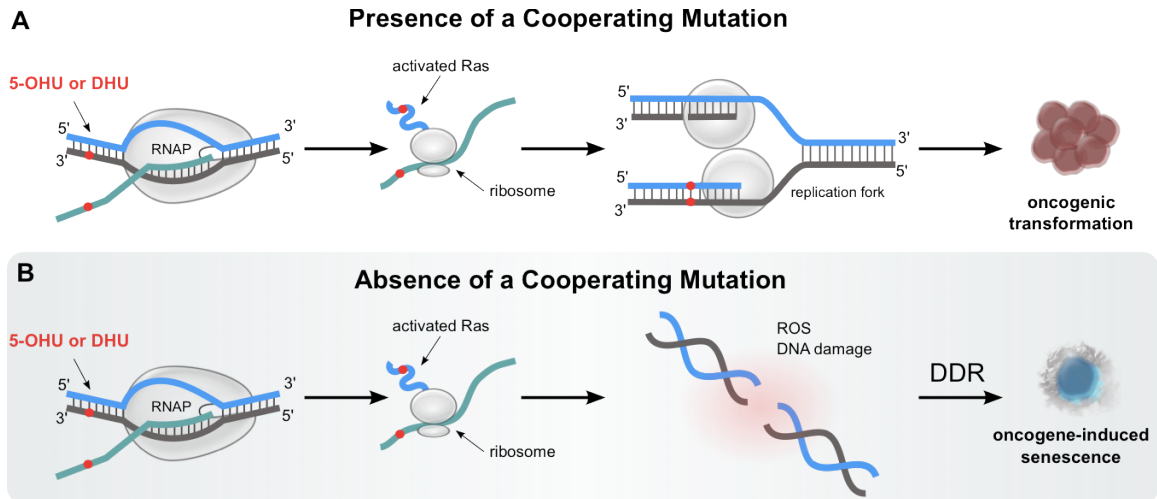 A
Presence of a Cooperating Mutation
5-OHU or DHU
5'
3'
RNAP
3'
5'
activated Ras
ribosome
5'
3'
5'
3'
3'
5'
replication fork
oncogenic
transformation
B
Absence of a Cooperating Mutation
5-OHU or DHU
5'
3'
RNAP
3'
5'
activated Ras
ribosome
ROS
DNA damage
DDR
oncogene-induced
senescence